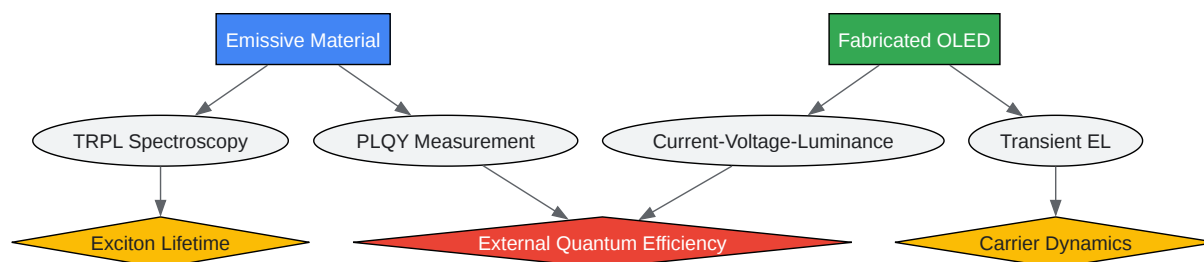 Emissive Material
Fabricated OLED
TRPL Spectroscopy
PLQY Measurement
Current-Voltage-Luminance
Transient EL
Exciton Lifetime
External Quantum Efficiency
Carrier Dynamics